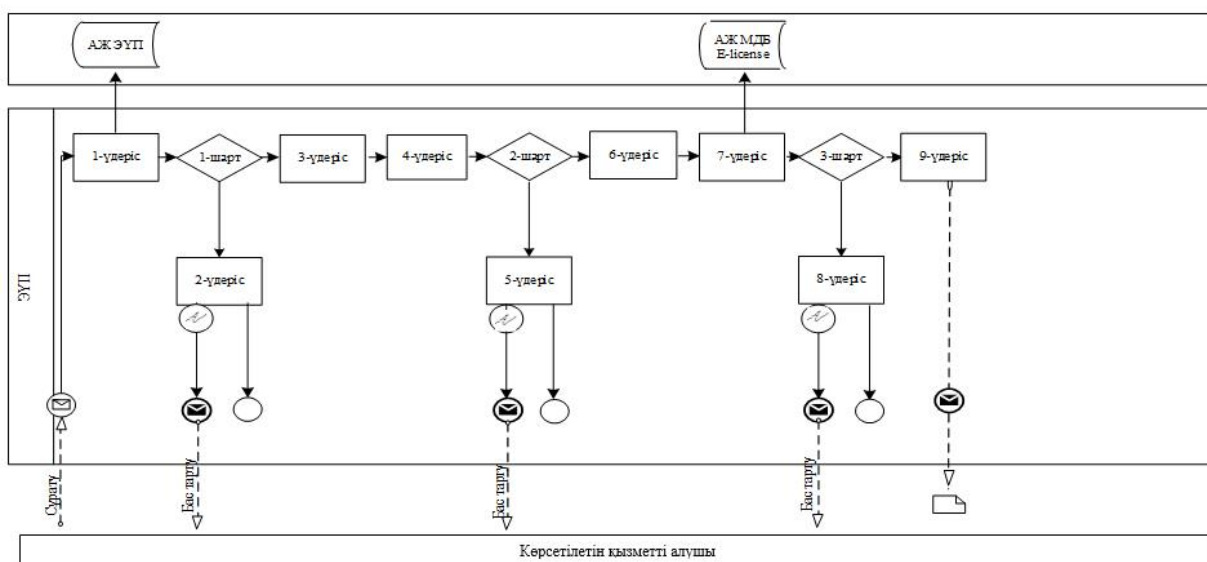 АЖ ЭҮП
АЖ МДБ
E-license
1-үдеріс
1-шарт
3-үдеріс
4-үдеріс
2-шарт
6-үдеріс
7-үдеріс
3-шарт
9-үдеріс
2-үдеріс
5-үдеріс
8-үдеріс
ЭҮП
Сұрату
Бас тарту
Бас тарту
Бас тарту
Көрсетілетін қызметті алушы